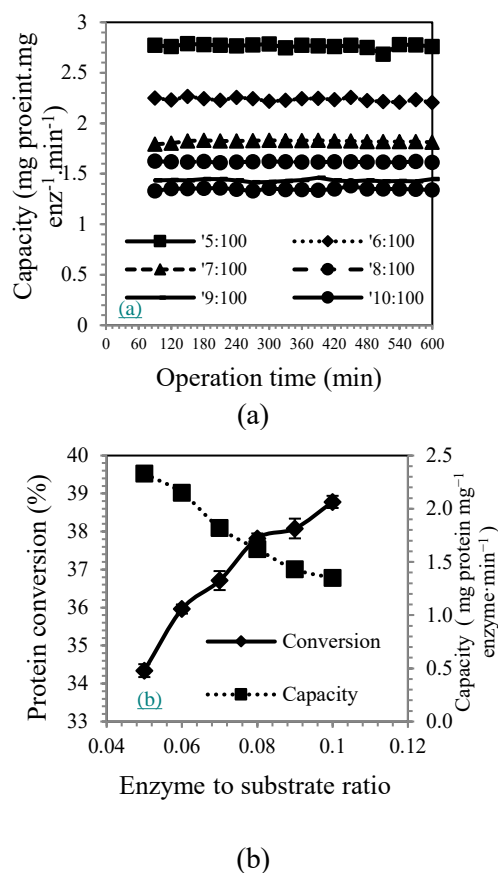 3
2.5
2
1.5
1
0.5
0
Capacity (mg proeint.mg
enz⁻¹.min⁻¹)
'5:100 '6:100
'7:100 '8:100
'9:100 '10:100
(a)
0 60 120 180 240 300 360 420 480 540 600
Operation time (min)
(a)
40
39
38
37
36
35
34
33
Protein conversion (%)
2.5
2.0
1.5
1.0
0.5
0.0
Capacity ( mg protein mg⁻¹
enzyme·min⁻¹)
Conversion
Capacity
(b)
0.04 0.06 0.08 0.1 0.12
Enzyme to substrate ratio
(b)